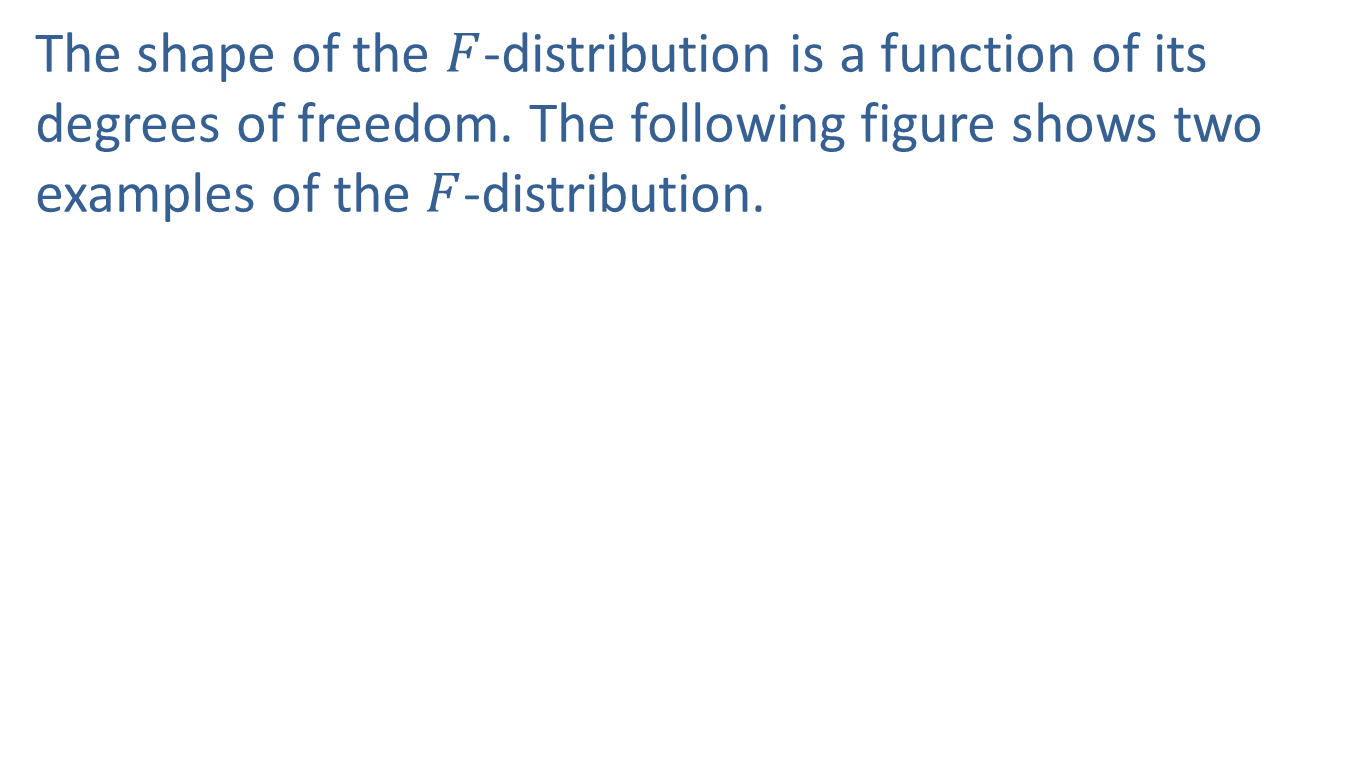 The shape of the F-distribution is a function of its
degrees of freedom. The following figure shows two
examples of the F-distribution.